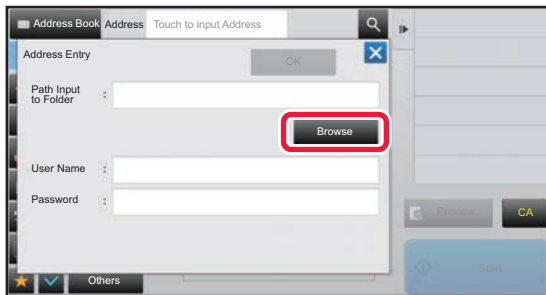 Address Book Address Touch to input Address
Address Entry
OK
Path Input
to Folder :
Browse
User Name :
Password :
Preview CA
Start
Others